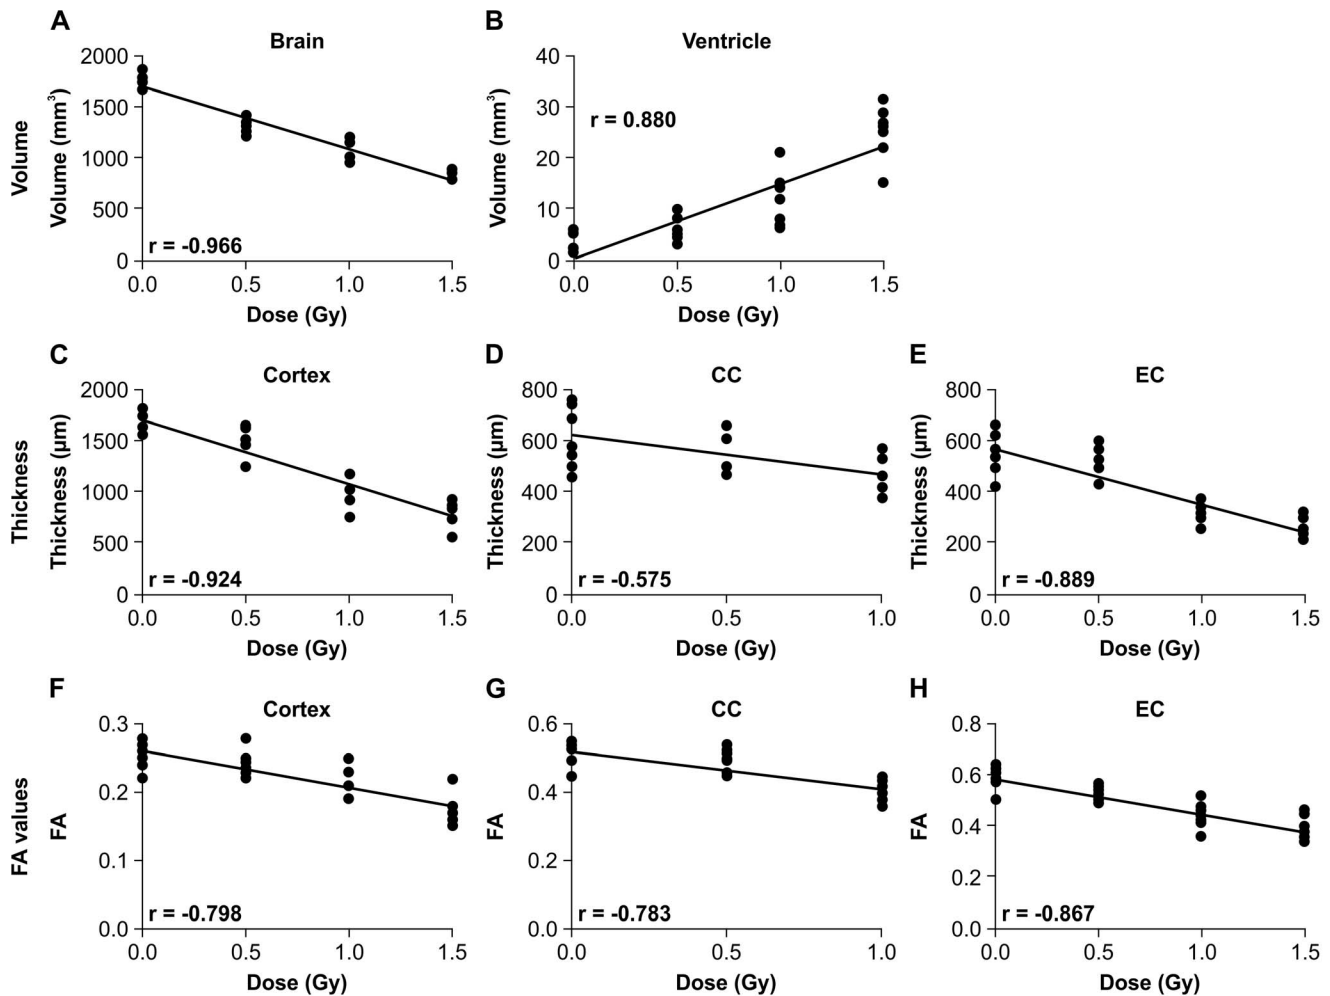 A
Brain
Volume
Volume (mm³)
2000
1500
1000
500
0
r = -0.966
0.0 0.5 1.0 1.5
Dose (Gy)
B
Ventricle
Volume (mm³)
40
30
20
10
0
r = 0.880
0.0 0.5 1.0 1.5
Dose (Gy)
C
Cortex
Thickness
Thickness (µm)
2000
1500
1000
500
0
r = -0.924
0.0 0.5 1.0 1.5
Dose (Gy)
D
CC
Thickness (µm)
800
600
400
200
0
r = -0.575
0.0 0.5 1.0
Dose (Gy)
E
EC
Thickness (µm)
800
600
400
200
0
r = -0.889
0.0 0.5 1.0 1.5
Dose (Gy)
F
Cortex
FA values
FA
0.3
0.2
0.1
0.0
r = -0.798
0.0 0.5 1.0 1.5
Dose (Gy)
G
CC
FA
0.6
0.4
0.2
0.0
r = -0.783
0.0 0.5 1.0
Dose (Gy)
H
EC
FA
0.8
0.6
0.4
0.2
0.0
r = -0.867
0.0 0.5 1.0 1.5
Dose (Gy)